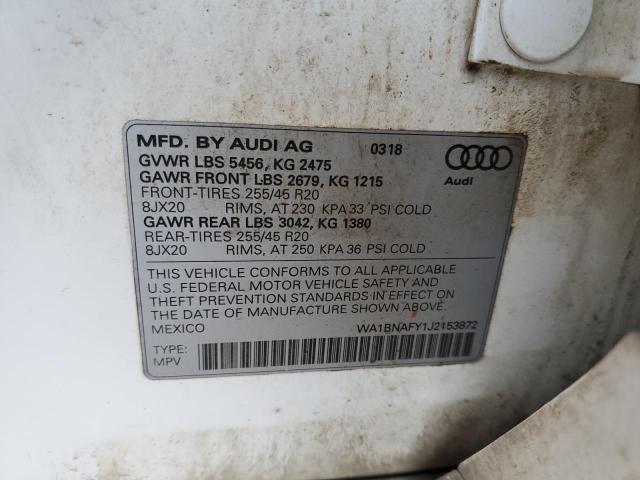 MFD. BY AUDI AG 0318
GVWR LBS 5456, KG 2475
GAWR FRONT LBS 2679, KG 1215
FRONT-TIRES 255/45 R20
8JX20 RIMS, AT 230 KPA 33 PSI COLD
GAWR REAR LBS 3042, KG 1380
REAR-TIRES 255/45 R20
8JX20 RIMS, AT 250 KPA 36 PSI COLD
Audi
THIS VEHICLE CONFORMS TO ALL APPLICABLE
U.S. FEDERAL MOTOR VEHICLE SAFETY AND
THEFT PREVENTION STANDARDS IN EFFECT ON
THE DATE OF MANUFACTURE SHOWN ABOVE.
MEXICO WA1BNAFY1J2153872
TYPE:
MPV